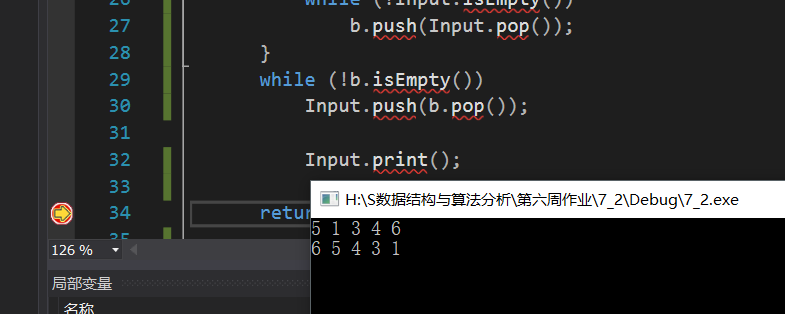 26 while (!Input.isEmpty())
27 b.push(Input.pop());
28 }
29 while (!b.isEmpty())
30 Input.push(b.pop());
31
32 Input.print();
33
H:\S数据结构与算法分析\第六周作业\7_2\Debug\7_2.exe
34 retur
5 1 3 4 6
35
6 5 4 3 1
126 %
局部变量
名称